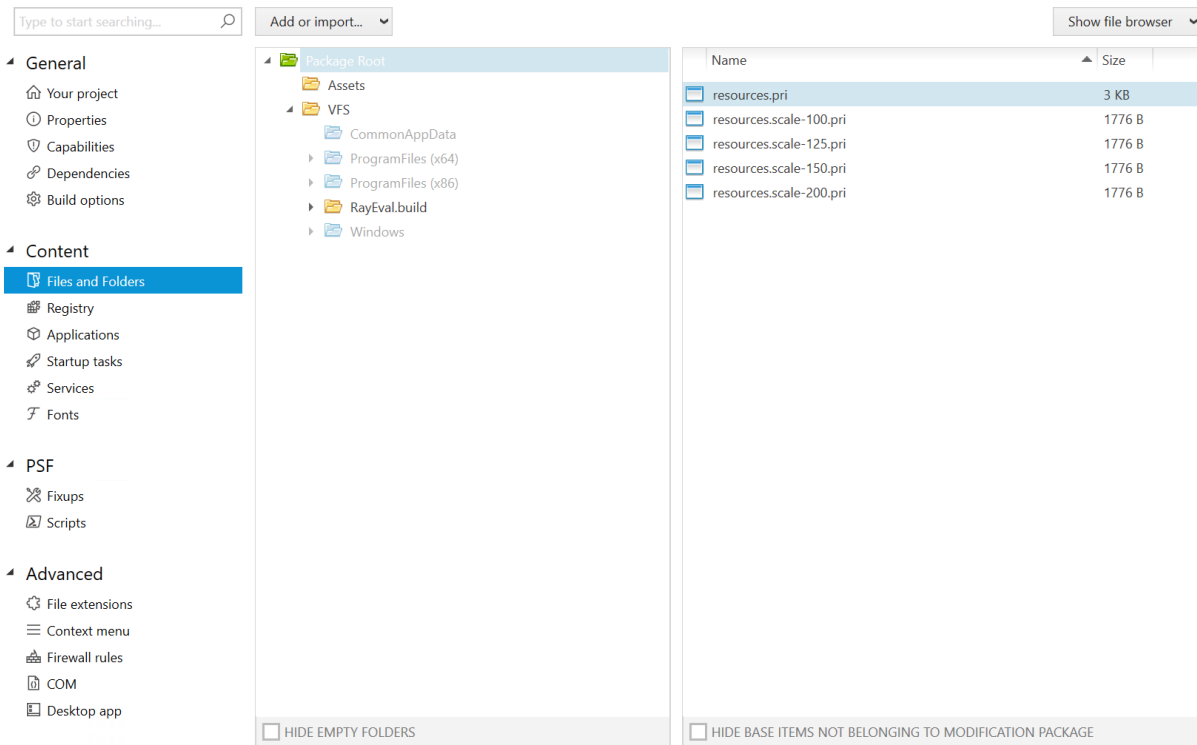 Type to start searching...
Add or import...
Show file browser
General
Your project
Properties
Capabilities
Dependencies
Build options
Content
Files and Folders
Registry
Applications
Startup tasks
Services
Fonts
PSF
Fixups
Scripts
Advanced
File extensions
Context menu
Firewall rules
COM
Desktop app
Package Root
Assets
VFS
CommonAppData
ProgramFiles (x64)
ProgramFiles (x86)
RayEval.build
Windows
HIDE EMPTY FOLDERS
Name Size
resources.pri 3 KB
resources.scale-100.pri 1776 B
resources.scale-125.pri 1776 B
resources.scale-150.pri 1776 B
resources.scale-200.pri 1776 B
HIDE BASE ITEMS NOT BELONGING TO MODIFICATION PACKAGE